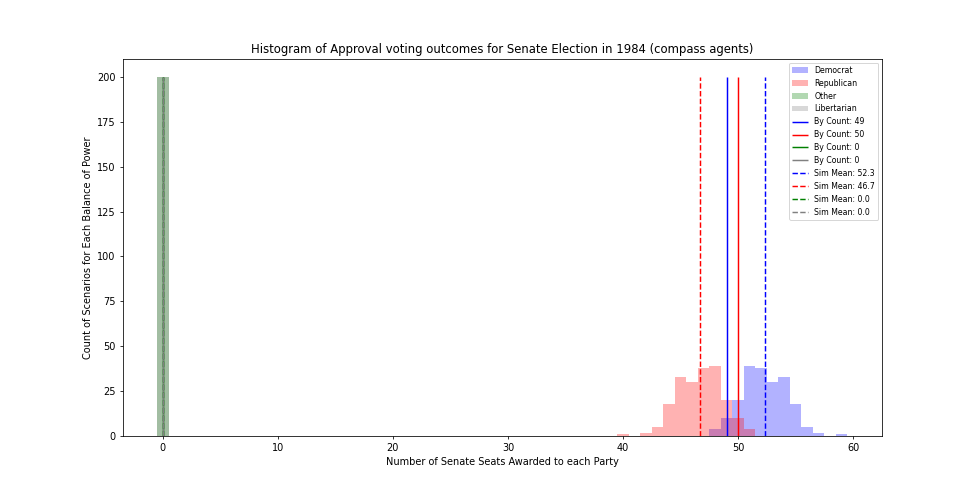 Histogram of Approval voting outcomes for Senate Election in 1984 (compass agents)
Democrat
Republican
Other
Libertarian
By Count: 49
By Count: 50
By Count: 0
By Count: 0
Sim Mean: 52.3
Sim Mean: 46.7
Sim Mean: 0.0
Sim Mean: 0.0
Count of Scenarios for Each Balance of Power
200
175
150
125
100
75
50
25
0
0 10 20 30 40 50 60
Number of Senate Seats Awarded to each Party